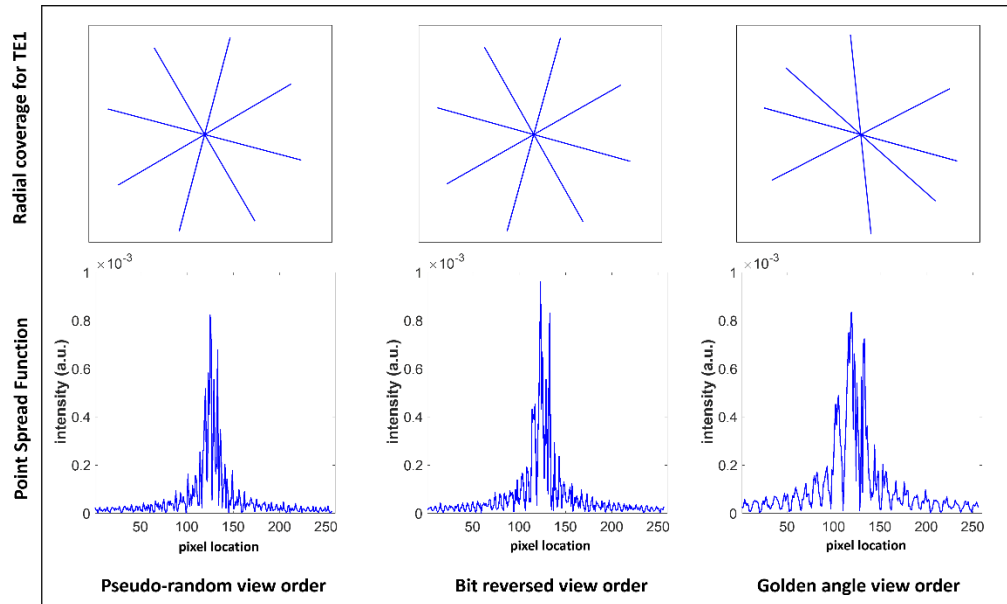 Radial coverage for TE1
×10⁻³
1
0.8
0.6
0.4
0.2
0
intensity (a.u.)
50 100 150 200 250
pixel location
×10⁻³
1
0.8
0.6
0.4
0.2
0
intensity (a.u.)
50 100 150 200 250
pixel location
×10⁻³
1
0.8
0.6
0.4
0.2
0
intensity (a.u.)
50 100 150 200 250
pixel location
Point Spread Function
Pseudo-random view order
Bit reversed view order
Golden angle view order